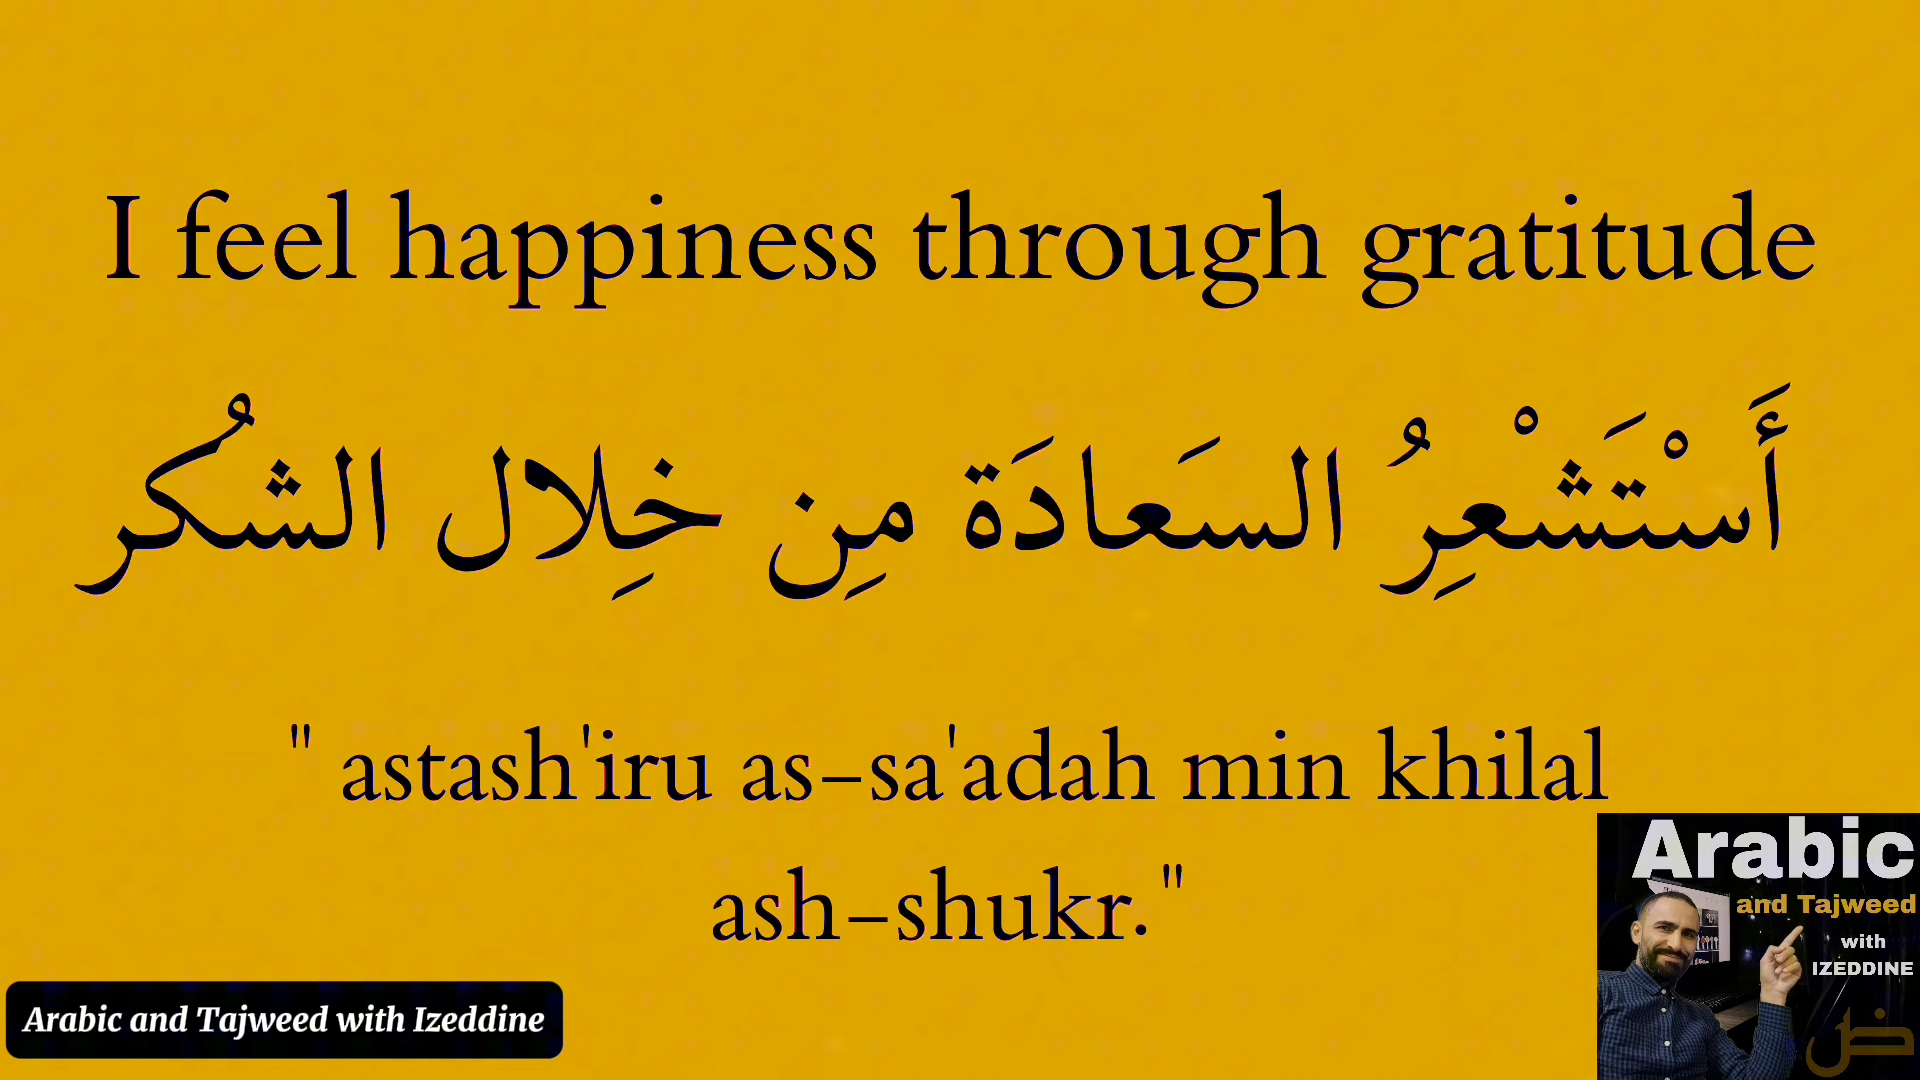 I feel happiness through gratitude
أَسْتَشْعِرُ السَعادَة مِن خِلال الشكُر
" astash'iru as-sa'adah min khilal
ash-shukr."
Arabic
and Tajweed
with
IZEDDINE
ض
Arabic and Tajweed with Izeddine